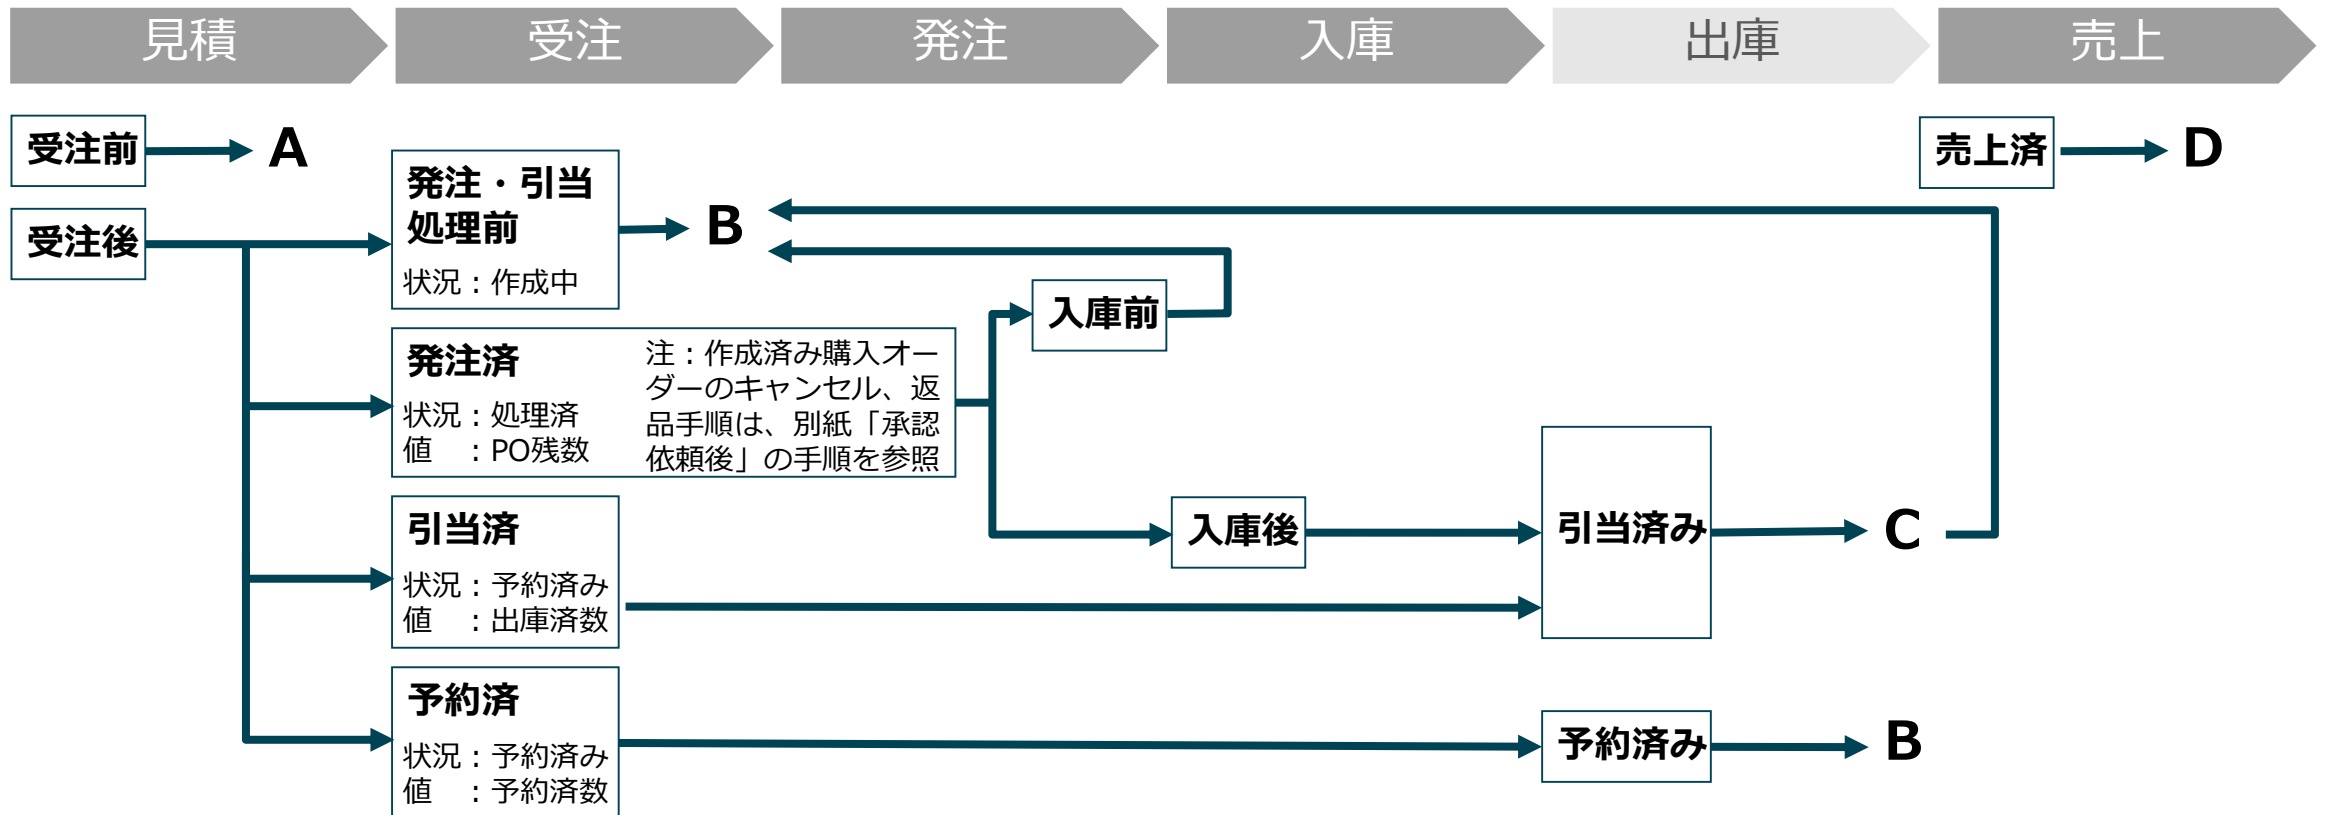 見積
受注
発注
入庫
出庫
売上
受注前
A
受注後
発注・引当
処理前
状況：作成中
B
発注済
状況：処理済
値　：PO残数
注：作成済み購入オー
ダーのキャンセル、返
品手順は、別紙「承認
依頼後」の手順を参照
入庫前
入庫後
引当済
状況：予約済み
値　：出庫済数
引当済み
C
予約済
状況：予約済み
値　：予約済数
予約済み
B
売上済
D